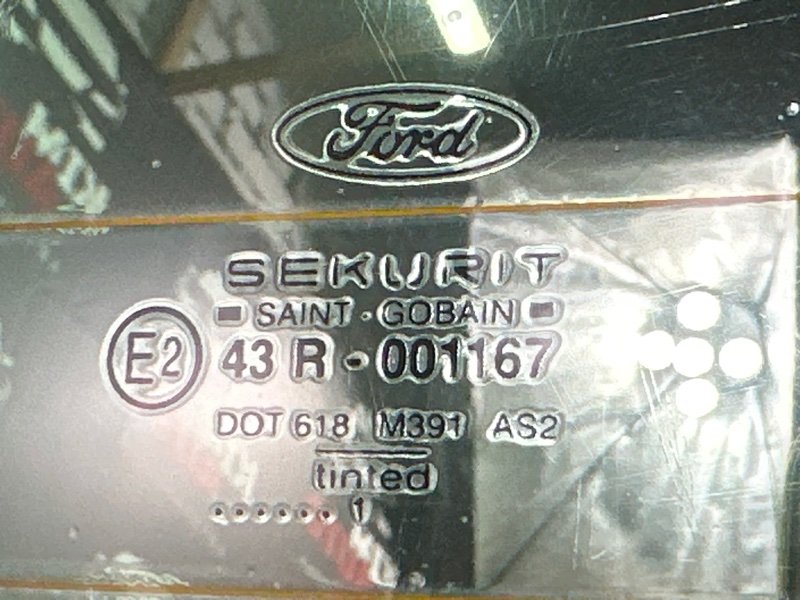 Ford
SEKURIT
SAINT-GOBAIN
E2
43 R - 001167
DOT 618 M391 AS2
tinted
...... 1